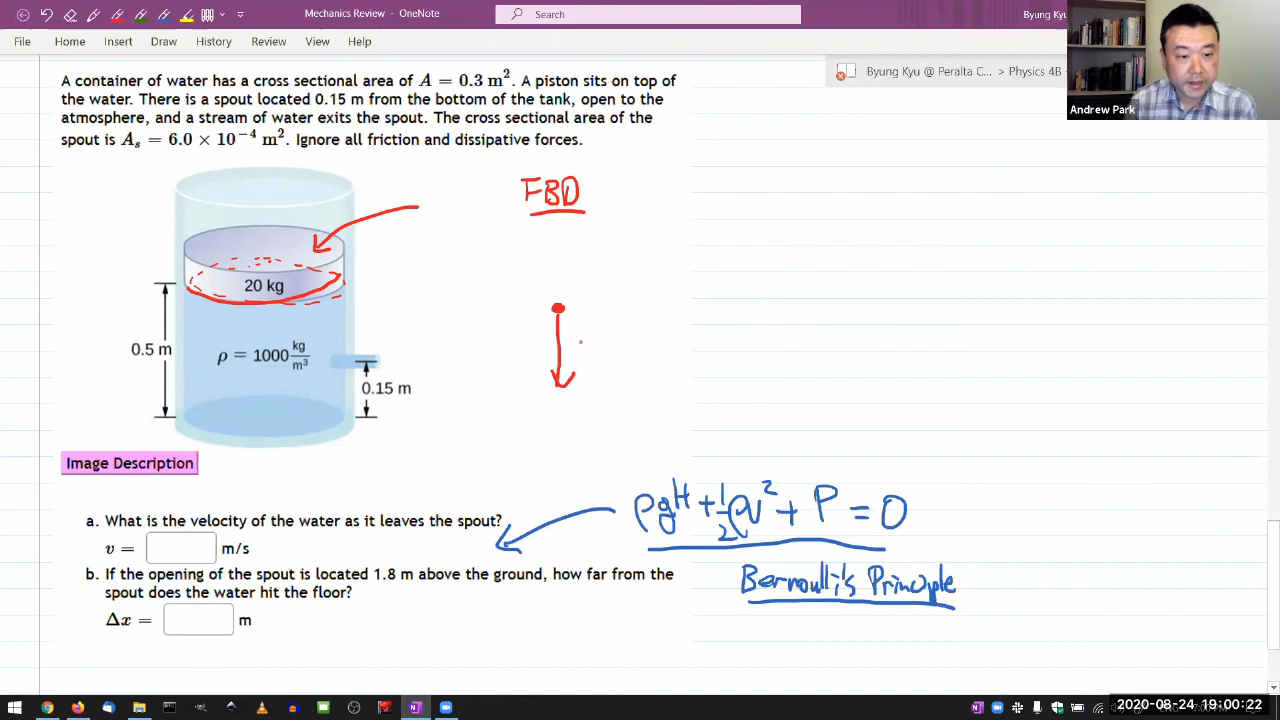 Mechanics Review - OneNote
Search
Byung Kyu
File Home Insert Draw History Review View Help
Byung Kyu @ Peralta C... > Physics 4B -
Andrew Park
A container of water has a cross sectional area of A = 0.3 m². A piston sits on top of
the water. There is a spout located 0.15 m from the bottom of the tank, open to the
atmosphere, and a stream of water exits the spout. The cross sectional area of the
spout is Aₛ = 6.0 × 10⁻⁴ m². Ignore all friction and dissipative forces.
FBD
20 kg
0.5 m
ρ = 1000 kg/m³
0.15 m
Image Description
ρgH + 1/2 ρv² + P = 0
Bernoulli's Principle
a. What is the velocity of the water as it leaves the spout?
v = m/s
b. If the opening of the spout is located 1.8 m above the ground, how far from the
spout does the water hit the floor?
Δx = m
2020-08-24 19:00:22